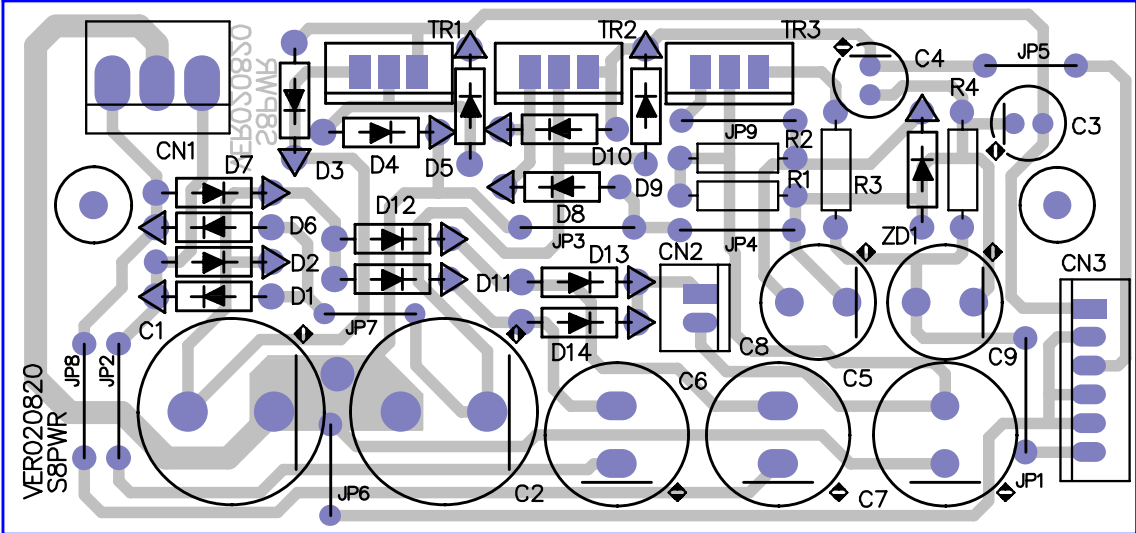 TR1
TR2
TR3
C4
JP5
VER020820
S8PWR
R4
C3
CN1
D3
D4
D5
D10
JP9
R2
D7
D9
R1
R3
D6
D12
D8
JP3
JP4
ZD1
D2
D11
D13
CN2
CN3
D1
C1
JP7
D14
C8
C9
JP8
JP2
C6
C5
VER020820
S8PWR
JP6
C2
C7
JP1